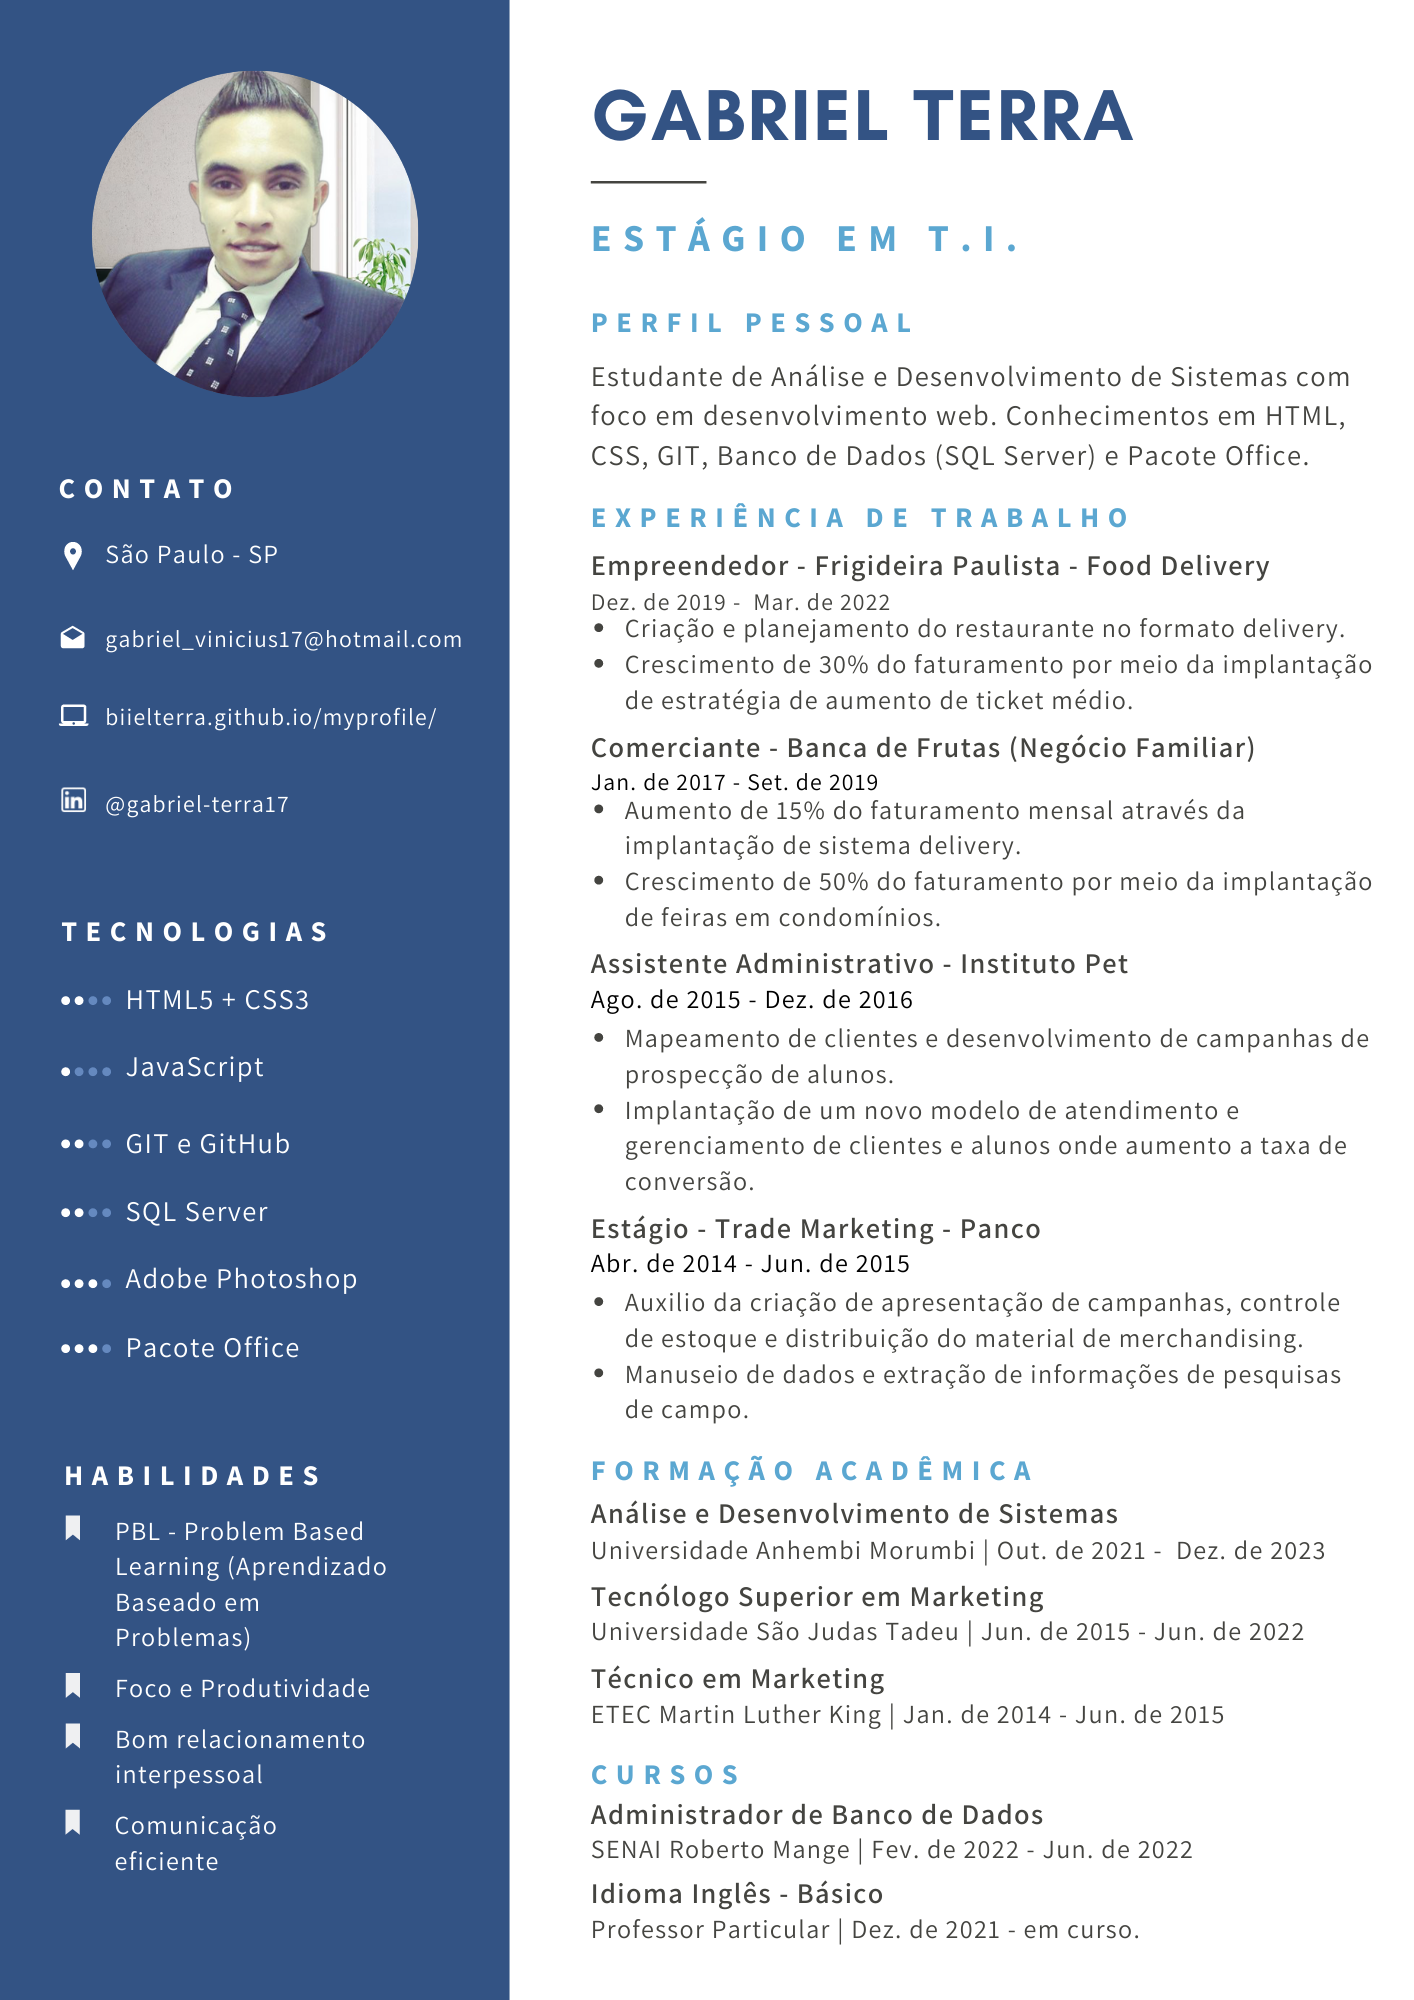 GABRIEL TERRA
ESTÁGIO EM T.I.
PERFIL PESSOAL
Estudante de Análise e Desenvolvimento de Sistemas com
foco em desenvolvimento web. Conhecimentos em HTML,
CSS, GIT, Banco de Dados (SQL Server) e Pacote Office.
EXPERIÊNCIA DE TRABALHO
Empreendedor - Frigideira Paulista - Food Delivery
Dez. de 2019 - Mar. de 2022
• Criação e planejamento do restaurante no formato delivery.
• Crescimento de 30% do faturamento por meio da implantação
de estratégia de aumento de ticket médio.
Comerciante - Banca de Frutas (Negócio Familiar)
Jan. de 2017 - Set. de 2019
• Aumento de 15% do faturamento mensal através da
implantação de sistema delivery.
• Crescimento de 50% do faturamento por meio da implantação
de feiras em condomínios.
Assistente Administrativo - Instituto Pet
Ago. de 2015 - Dez. de 2016
• Mapeamento de clientes e desenvolvimento de campanhas de
prospecção de alunos.
• Implantação de um novo modelo de atendimento e
gerenciamento de clientes e alunos onde aumento a taxa de
conversão.
Estágio - Trade Marketing - Panco
Abr. de 2014 - Jun. de 2015
• Auxilio da criação de apresentação de campanhas, controle
de estoque e distribuição do material de merchandising.
• Manuseio de dados e extração de informações de pesquisas
de campo.
FORMAÇÃO ACADÊMICA
Análise e Desenvolvimento de Sistemas
Universidade Anhembi Morumbi | Out. de 2021 - Dez. de 2023
Tecnólogo Superior em Marketing
Universidade São Judas Tadeu | Jun. de 2015 - Jun. de 2022
Técnico em Marketing
ETEC Martin Luther King | Jan. de 2014 - Jun. de 2015
CURSOS
Administrador de Banco de Dados
SENAI Roberto Mange | Fev. de 2022 - Jun. de 2022
Idioma Inglês - Básico
Professor Particular | Dez. de 2021 - em curso.
CONTATO
São Paulo - SP
gabriel_vinicius17@hotmail.com
biielterra.github.io/myprofile/
@gabriel-terra17
TECNOLOGIAS
HTML5 + CSS3
JavaScript
GIT e GitHub
SQL Server
Adobe Photoshop
Pacote Office
HABILIDADES
PBL - Problem Based
Learning (Aprendizado
Baseado em
Problemas)
Foco e Produtividade
Bom relacionamento
interpessoal
Comunicação
eficiente